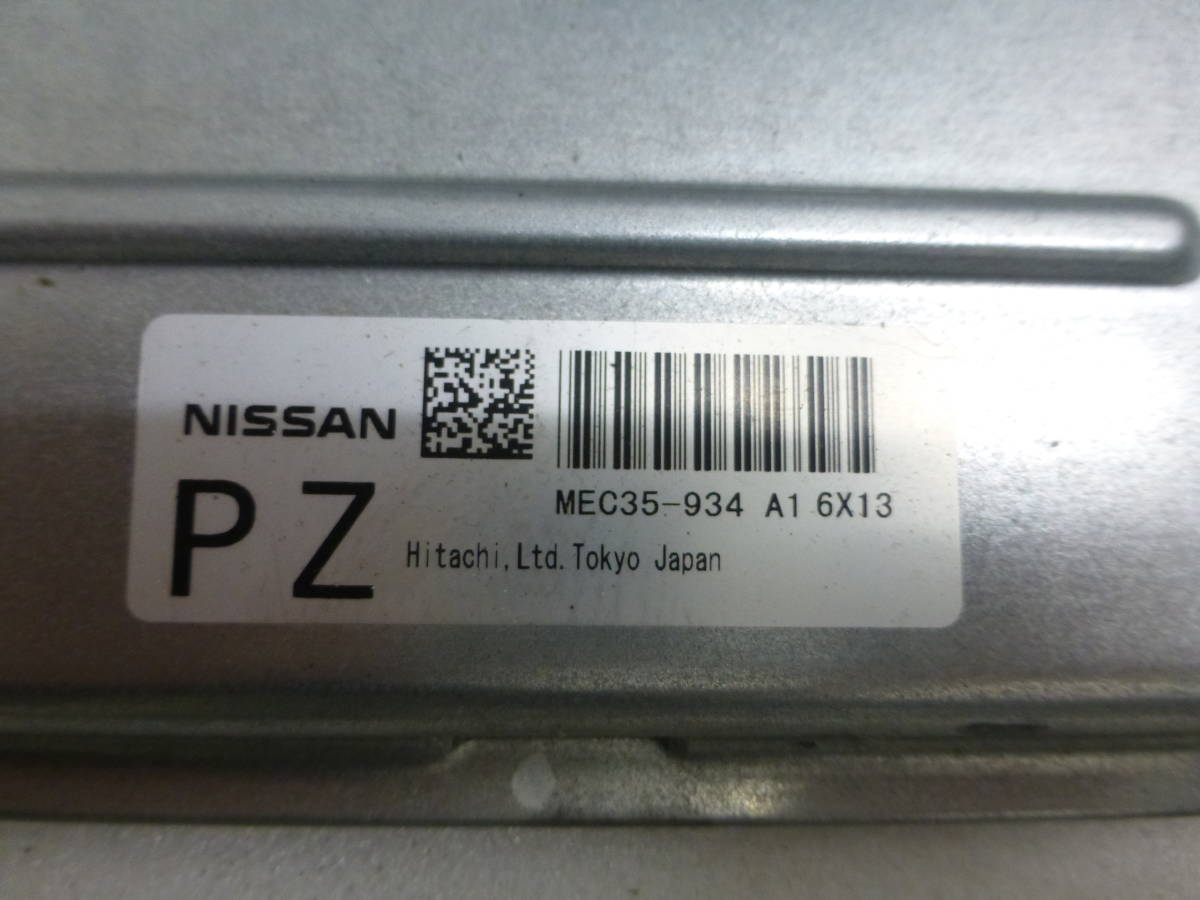 NISSAN
PZ
MEC35-934 A1 6X13
Hitachi,Ltd.Tokyo Japan